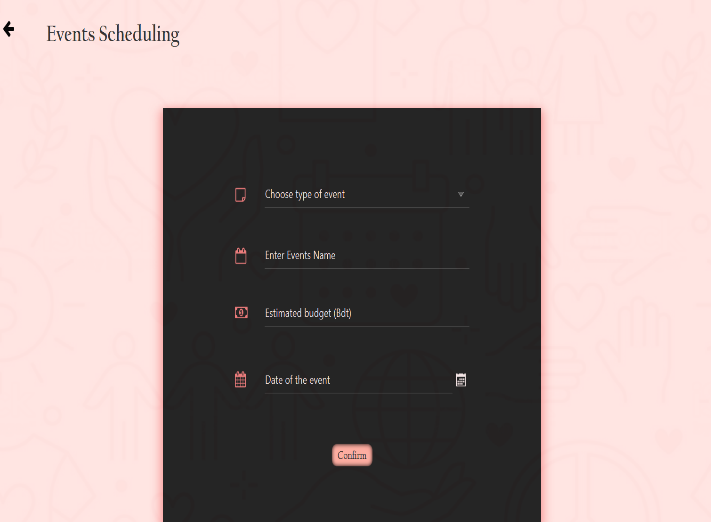 Events Scheduling
Choose type of event
Enter Events Name
Estimated budget (Bdt)
Date of the event
Confirm